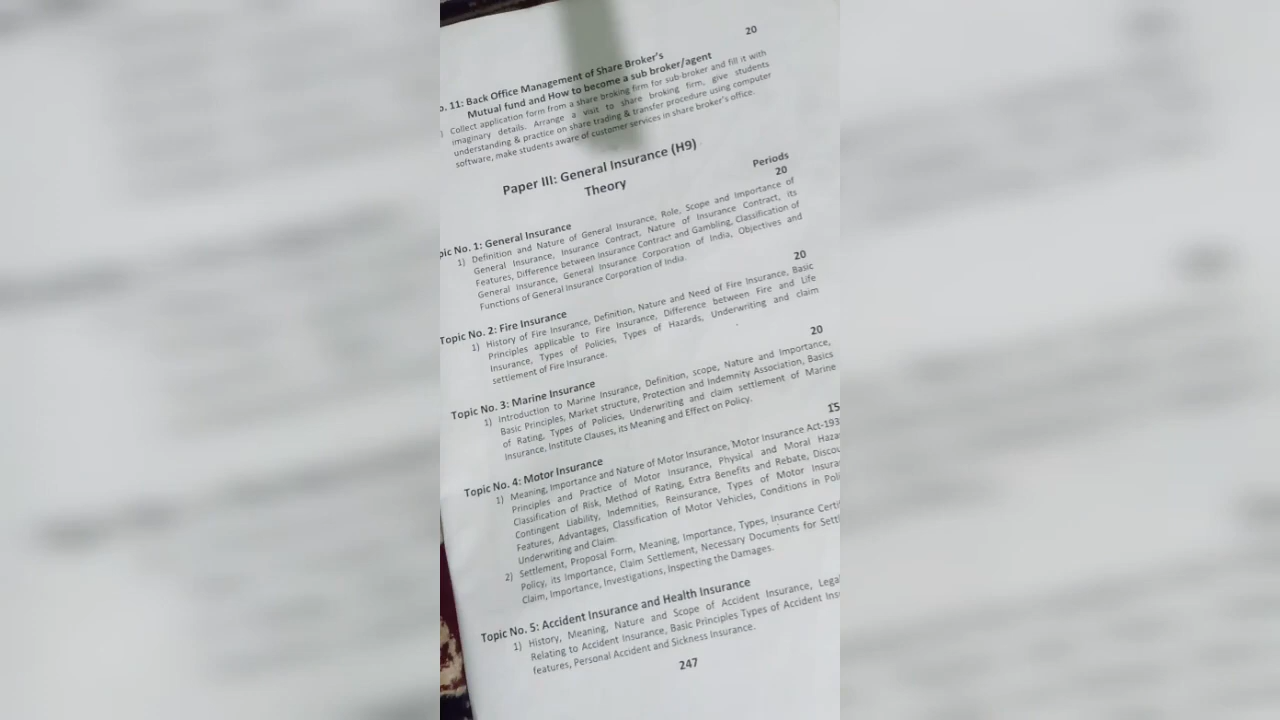 20
o. 11: Back Office Management of Share Broker's
Mutual fund and How to become a sub broker/agent
) Collect application form from a share broking firm for sub-broker and fill it with
imaginary details. Arrange a visit to share broking firm, give students
understanding & practice on share trading & transfer procedure using computer
software, make students aware of customer services in share broker's office.
Paper III: General Insurance (H9)
Theory
Periods
20
pic No. 1: General Insurance
1) Definition and Nature of General Insurance, Role, Scope and Importance of
General Insurance, Insurance Contract, Nature of Insurance Contract, its
Features, Difference between insurance Contract and Gambling, Classification of
General Insurance, General Insurance Corporation of India, Objectives and
Functions of General Insurance Corporation of India.
20
Topic No. 2: Fire Insurance
1) History of Fire Insurance, Definition, Nature and Need of Fire Insurance, Basic
Principles applicable to Fire Insurance, Difference between Fire and Life
Insurance, Types of Policies, Types of Hazards, Underwriting and claim
settlement of Fire Insurance.
20
Topic No. 3: Marine Insurance
1) Introduction to Marine Insurance, Definition, scope, Nature and Importance,
Basic Principles, Market structure, Protection and Indemnity Association, Basics
of Rating, Types of Policies, Underwriting and claim settlement of Marine
Insurance, Institute Clauses, its Meaning and Effect on Policy.
15
Topic No. 4: Motor Insurance
1) Meaning, Importance and Nature of Motor Insurance, Motor Insurance Act-193
Principles and Practice of Motor Insurance, Physical and Moral Haza
Classification of Risk, Method of Rating, Extra Benefits and Rebate, Discou
Contingent Liability, Indemnities, Reinsurance, Types of Motor Insura
Features, Advantages, Classification of Motor Vehicles, Conditions in Poli
Underwriting and Claim.
2) Settlement, Proposal Form, Meaning, Importance, Types, Insurance Certi
Policy, its Importance, Claim Settlement, Necessary Documents for Settl
Claim, Importance, Investigations, Inspecting the Damages.
Topic No. 5: Accident Insurance and Health Insurance
1) History, Meaning, Nature and Scope of Accident Insurance, Lega
Relating to Accident Insurance, Basic Principles Types of Accident Ins
features, Personal Accident and Sickness Insurance.
247